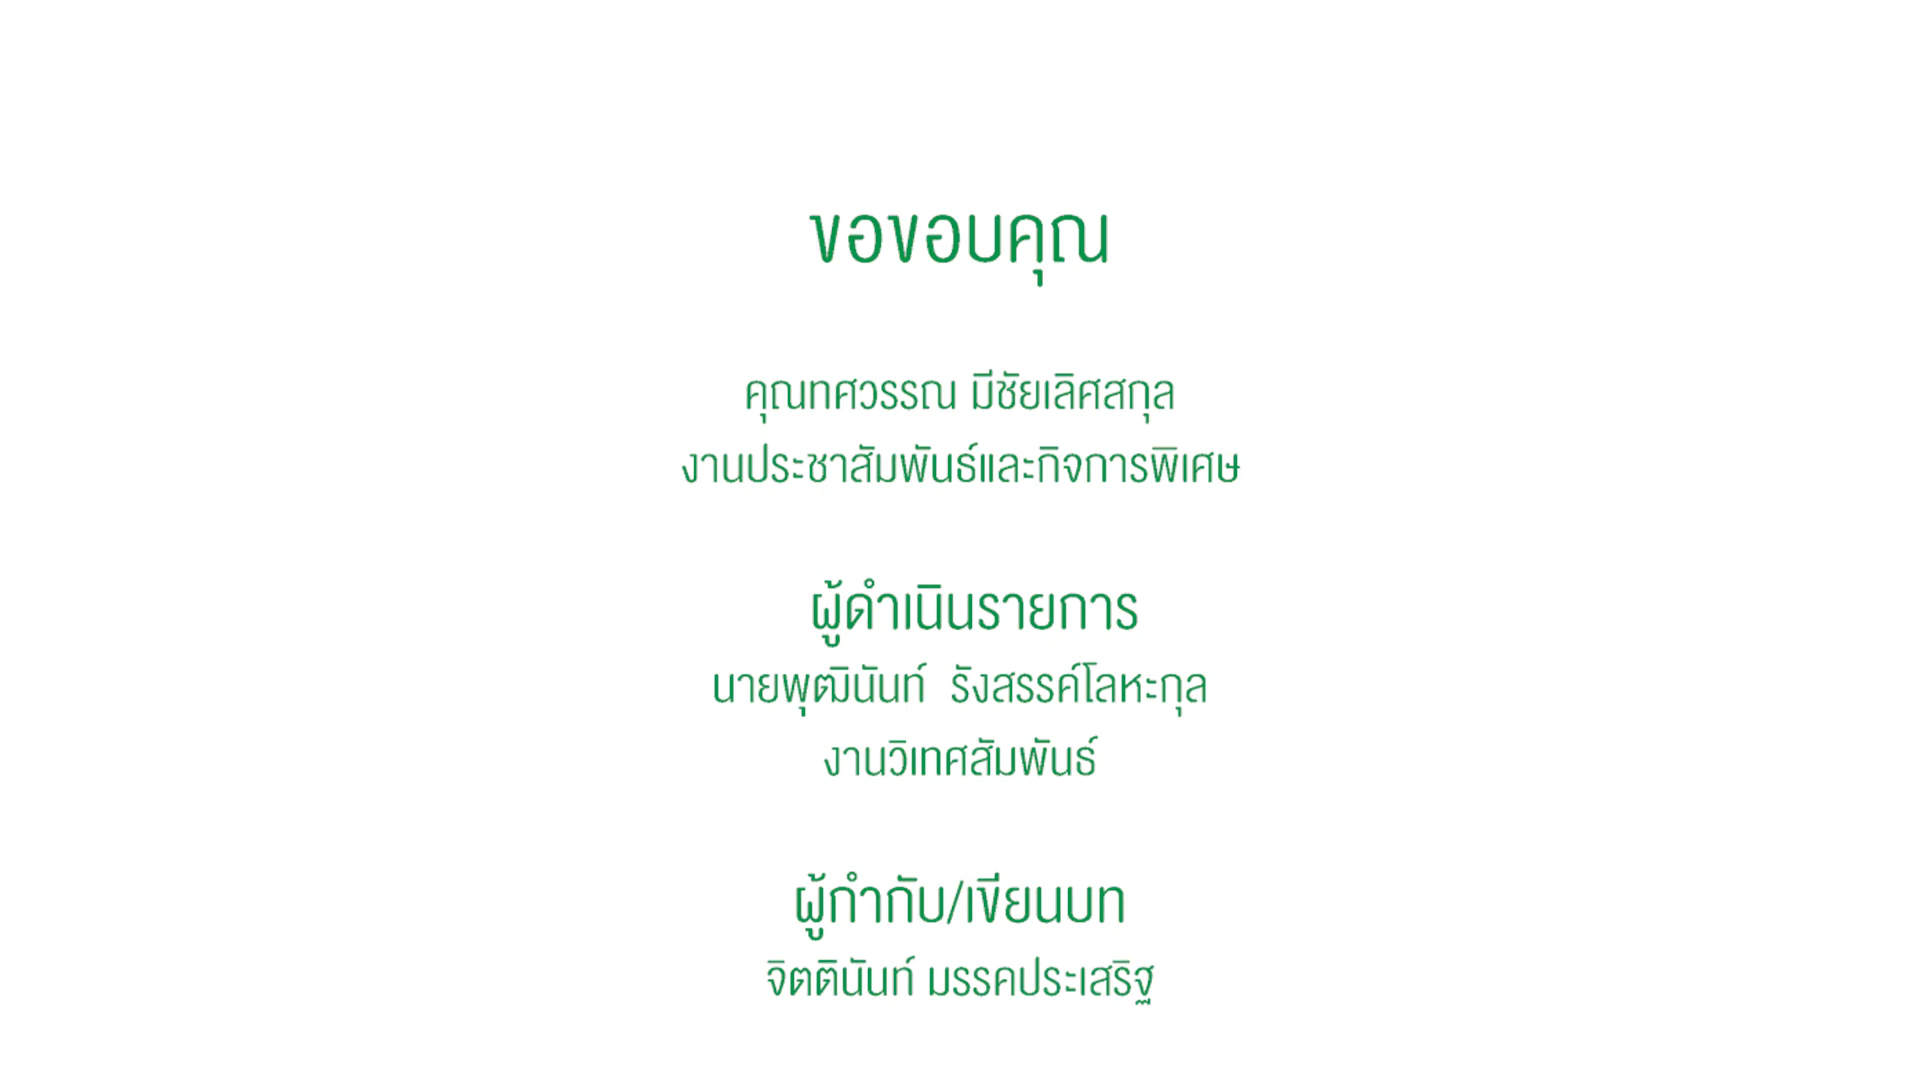 ขอขอบคุณ
คุณทศวรรณ มีชัยเลิศสกุล
งานประชาสัมพันธ์และกิจการพิเศษ
ผู้ดำเนินรายการ
นายพุฒินันท์  รังสรรค์โลหะกุล
งานวิเทศสัมพันธ์
ผู้กำกับ/เขียนบท
จิตตินันท์ มรรคประเสริฐ